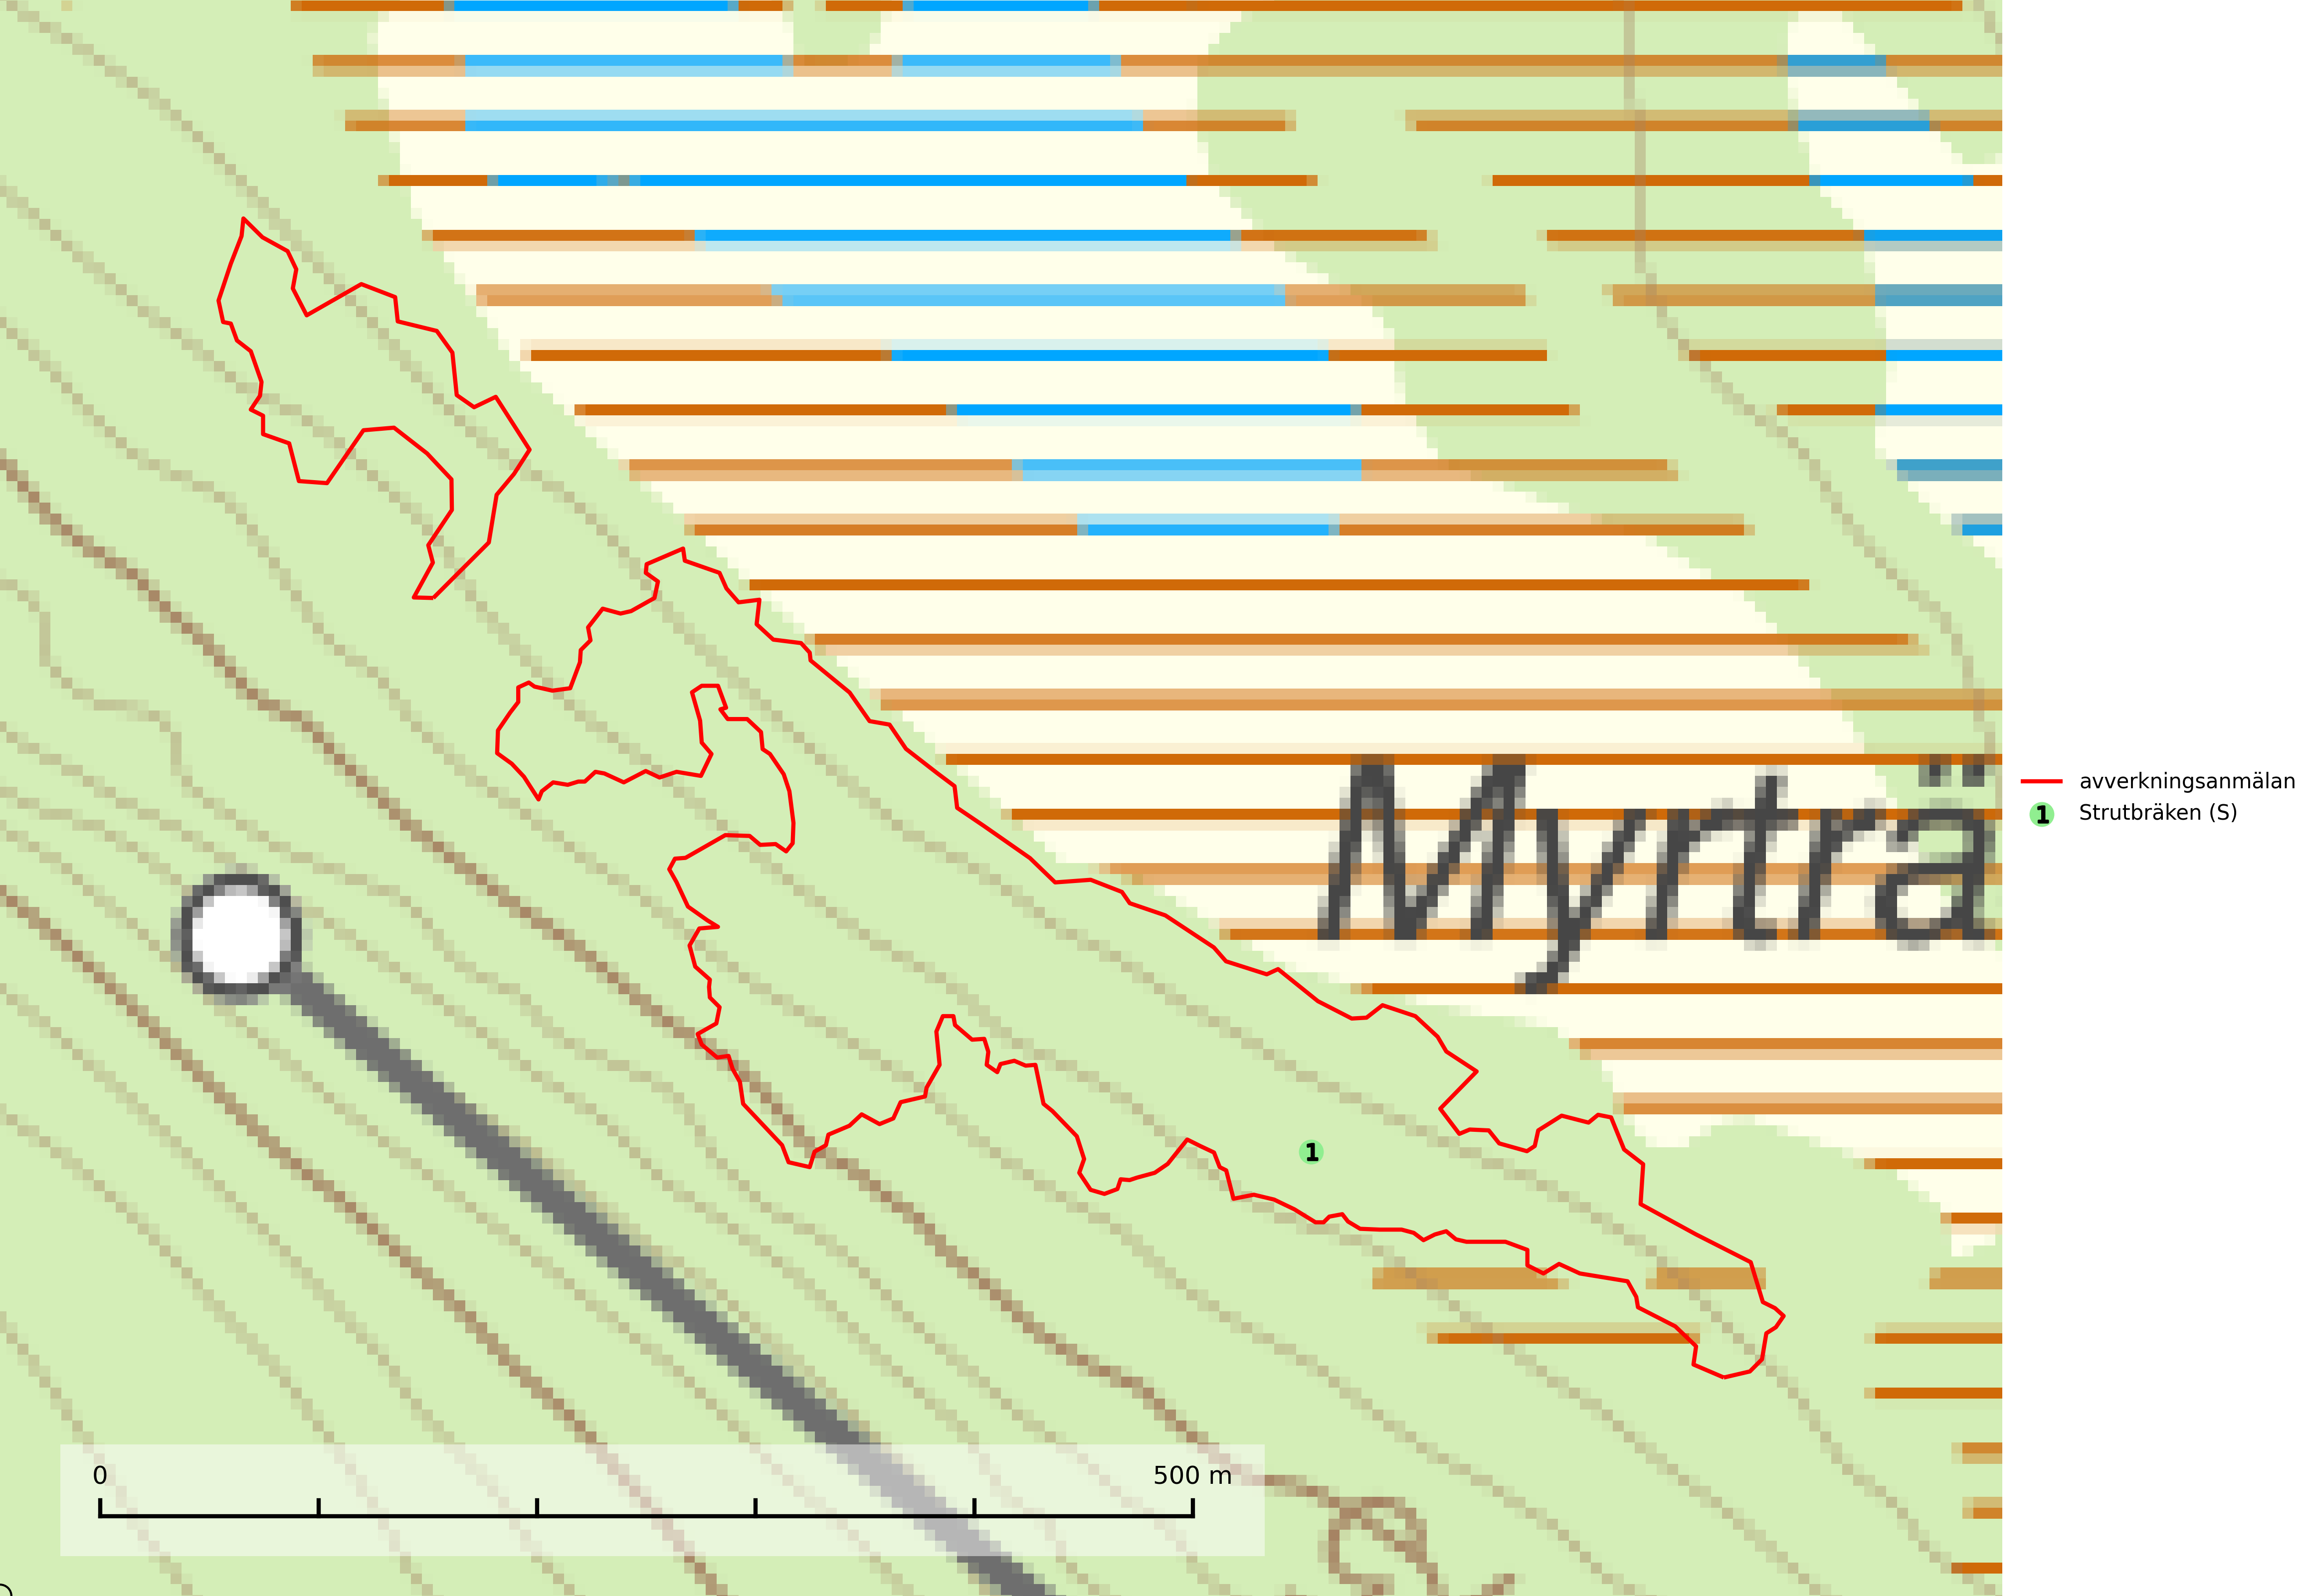 Myrträ
avverkningsanmälan
1 Strutbräken (S)
1
0 500 m